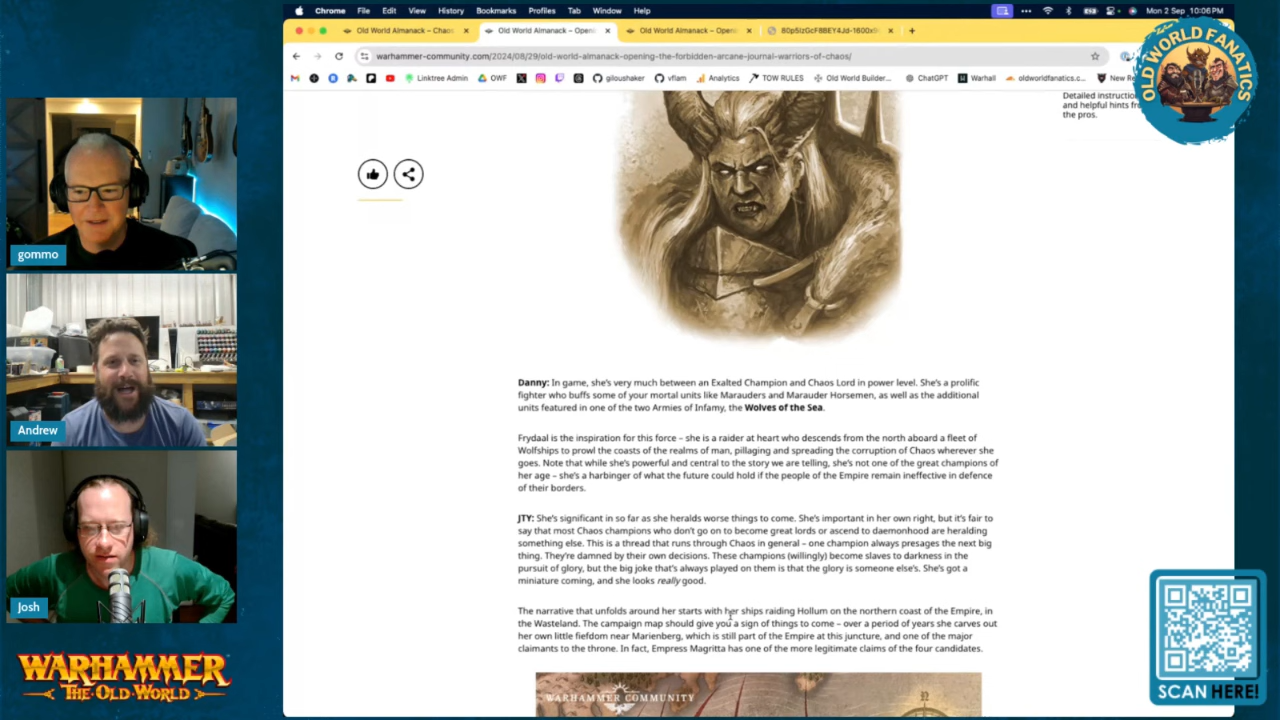 Chrome File Edit View History Bookmarks Profiles Tab Window Help
Mon 2 Sep 10:06PM
Old World Almanack – Chaos
Old World Almanack – Openi
Old World Almanack – Openi
warhammer-community.com/2024/08/29/old-world-almanack-opening-the-forbidden-arcane-journal-warriors-of-chaos/
Linktree Admin OWF giloushaker vflam Analytics TOW RULES Old World Builder... ChatGPT Warhall oldworldfanatics.c... New Re
OLD WORLD FANATICS
Detailed instructio
and helpful hints fr
the pros.
gommo
Andrew
Josh
Danny: In game, she's very much between an Exalted Champion and Chaos Lord in power level. She's a prolific
fighter who buffs some of your mortal units like Marauders and Marauder Horsemen, as well as the additional
units featured in one of the two Armies of Infamy, the Wolves of the Sea.
Frydaal is the inspiration for this force – she is a raider at heart who descends from the north aboard a fleet of
Wolfships to prowl the coasts of the realms of man, pillaging and spreading the corruption of Chaos wherever she
goes. Note that while she's powerful and central to the story we are telling, she's not one of the great champions of
her age – she's a harbinger of what the future could hold if the people of the Empire remain ineffective in defence
of their borders.
JTY: She's significant in so far as she heralds worse things to come. She's important in her own right, but it's fair to
say that most Chaos champions who don't go on to become great lords or ascend to daemonhood are heralding
something else. This is a thread that runs through Chaos in general – one champion always presages the next big
thing. They're damned by their own decisions. These champions (willingly) become slaves to darkness in the
pursuit of glory, but the big joke that's always played on them is that the glory is someone else's. She's got a
miniature coming, and she looks really good.
The narrative that unfolds around her starts with her ships raiding Hollum on the northern coast of the Empire, in
the Wasteland. The campaign map should give you a sign of things to come – over a period of years she carves out
her own little fiefdom near Marienberg, which is still part of the Empire at this juncture, and one of the major
claimants to the throne. In fact, Empress Magritta has one of the more legitimate claims of the four candidates.
WARHAMMER COMMUNITY
N
WARHAMMER
THE OLD WORLD
SCAN HERE!